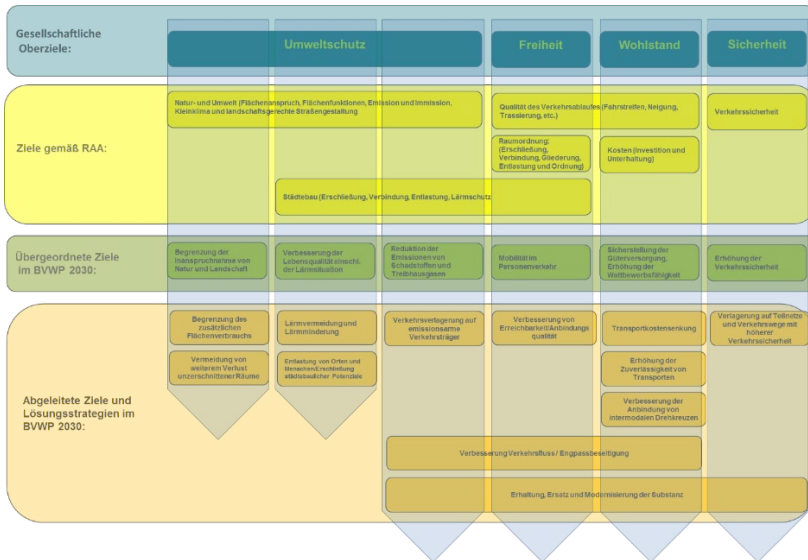 Gesellschaftliche
Oberziele:
Umweltschutz
Freiheit
Wohlstand
Sicherheit
Ziele gemäß RAA:
Natur- und Umwelt (Flächenanspruch, Flächenfunktionen, Emission und Immission,
Kleinklima und landschaftsgerechte Straßengestaltung
Qualität des Verkehrsablaufes (Fahrstreifen, Neigung,
Trassierung, etc.)
Verkehrssicherheit
Raumordnung:
(Erschließung,
Verbindung, Gliederung,
Entlastung und Ordnung)
Kosten (Investition und
Unterhaltung)
Städtebau (Erschließung, Verbindung, Entlastung, Lärmschutz
Übergeordnete Ziele
im BVWP 2030:
Begrenzung der
Inanspruchnahme von
Natur und Landschaft
Verbesserung der
Lebensqualität einschl.
der Lärmsituation
Reduktion der
Emissionen von
Schadstoffen und
Treibhausgasen
Mobilität im
Personenverkehr
Sicherstellung der
Güterversorgung,
Erhöhung der
Wettbewerbsfähigkeit
Erhöhung der
Verkehrssicherheit
Abgeleitete Ziele und
Lösungsstrategien im
BVWP 2030:
Begrenzung des
zusätzlichen
Flächenverbrauchs
Lärmvermeidung und
Lärmminderung
Verkehrsverlagerung auf
emissionsarme
Verkehrsträger
Verbesserung von
Erreichbarkeit/Anbindungs
qualität
Transportkostensenkung
Verlagerung auf Teilnetze
und Verkehrswege mit
höherer
Verkehrssicherheit
Vermeidung von
weiterem Verlust
unzerschnittener Räume
Entlastung von Orten und
Menschen/Erschließung
städtebaulicher Potenziale
Erhöhung der
Zuverlässigkeit von
Transporten
Verbesserung der
Anbindung von
intermodalen Drehkreuzen
Verbesserung Verkehrsfluss / Engpassbeseitigung
Erhaltung, Ersatz und Modernisierung der Substanz